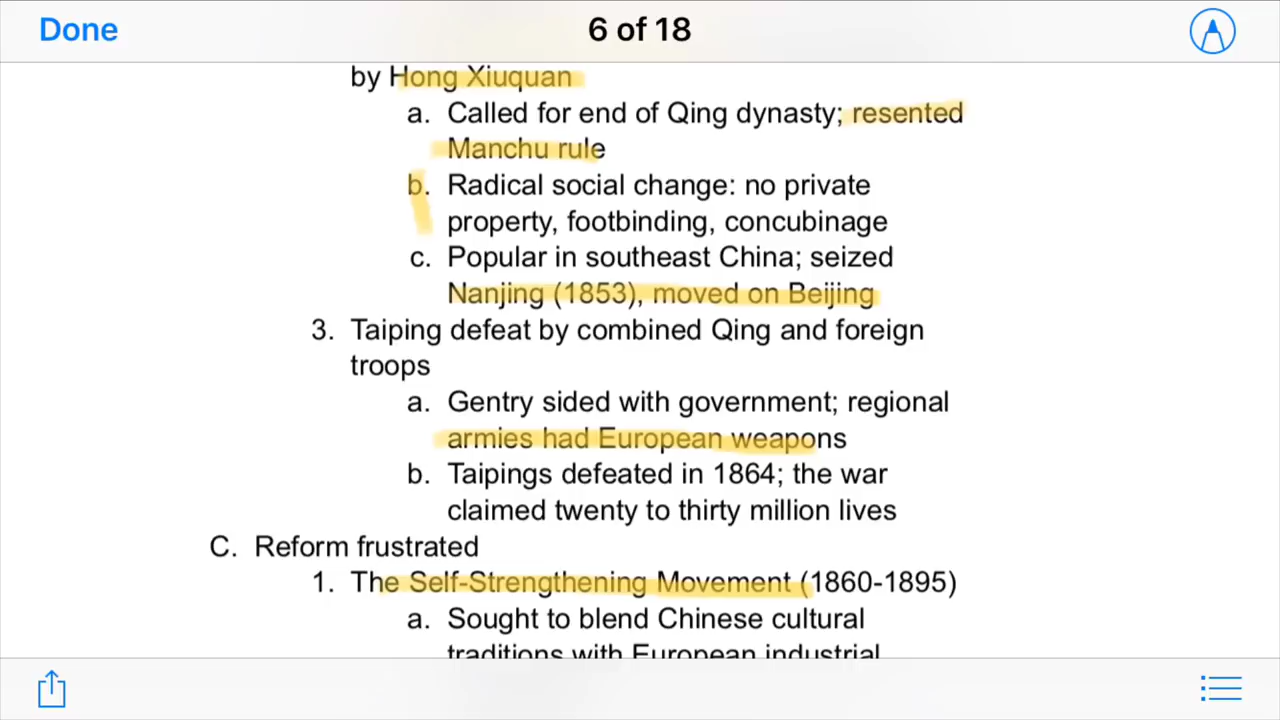 Done
6 of 18
by Hong Xiuquan
a. Called for end of Qing dynasty; resented
Manchu rule
b. Radical social change: no private
property, footbinding, concubinage
c. Popular in southeast China; seized
Nanjing (1853), moved on Beijing
3. Taiping defeat by combined Qing and foreign
troops
a. Gentry sided with government; regional
armies had European weapons
b. Taipings defeated in 1864; the war
claimed twenty to thirty million lives
C. Reform frustrated
1. The Self-Strengthening Movement (1860-1895)
a. Sought to blend Chinese cultural
traditions with European industrial